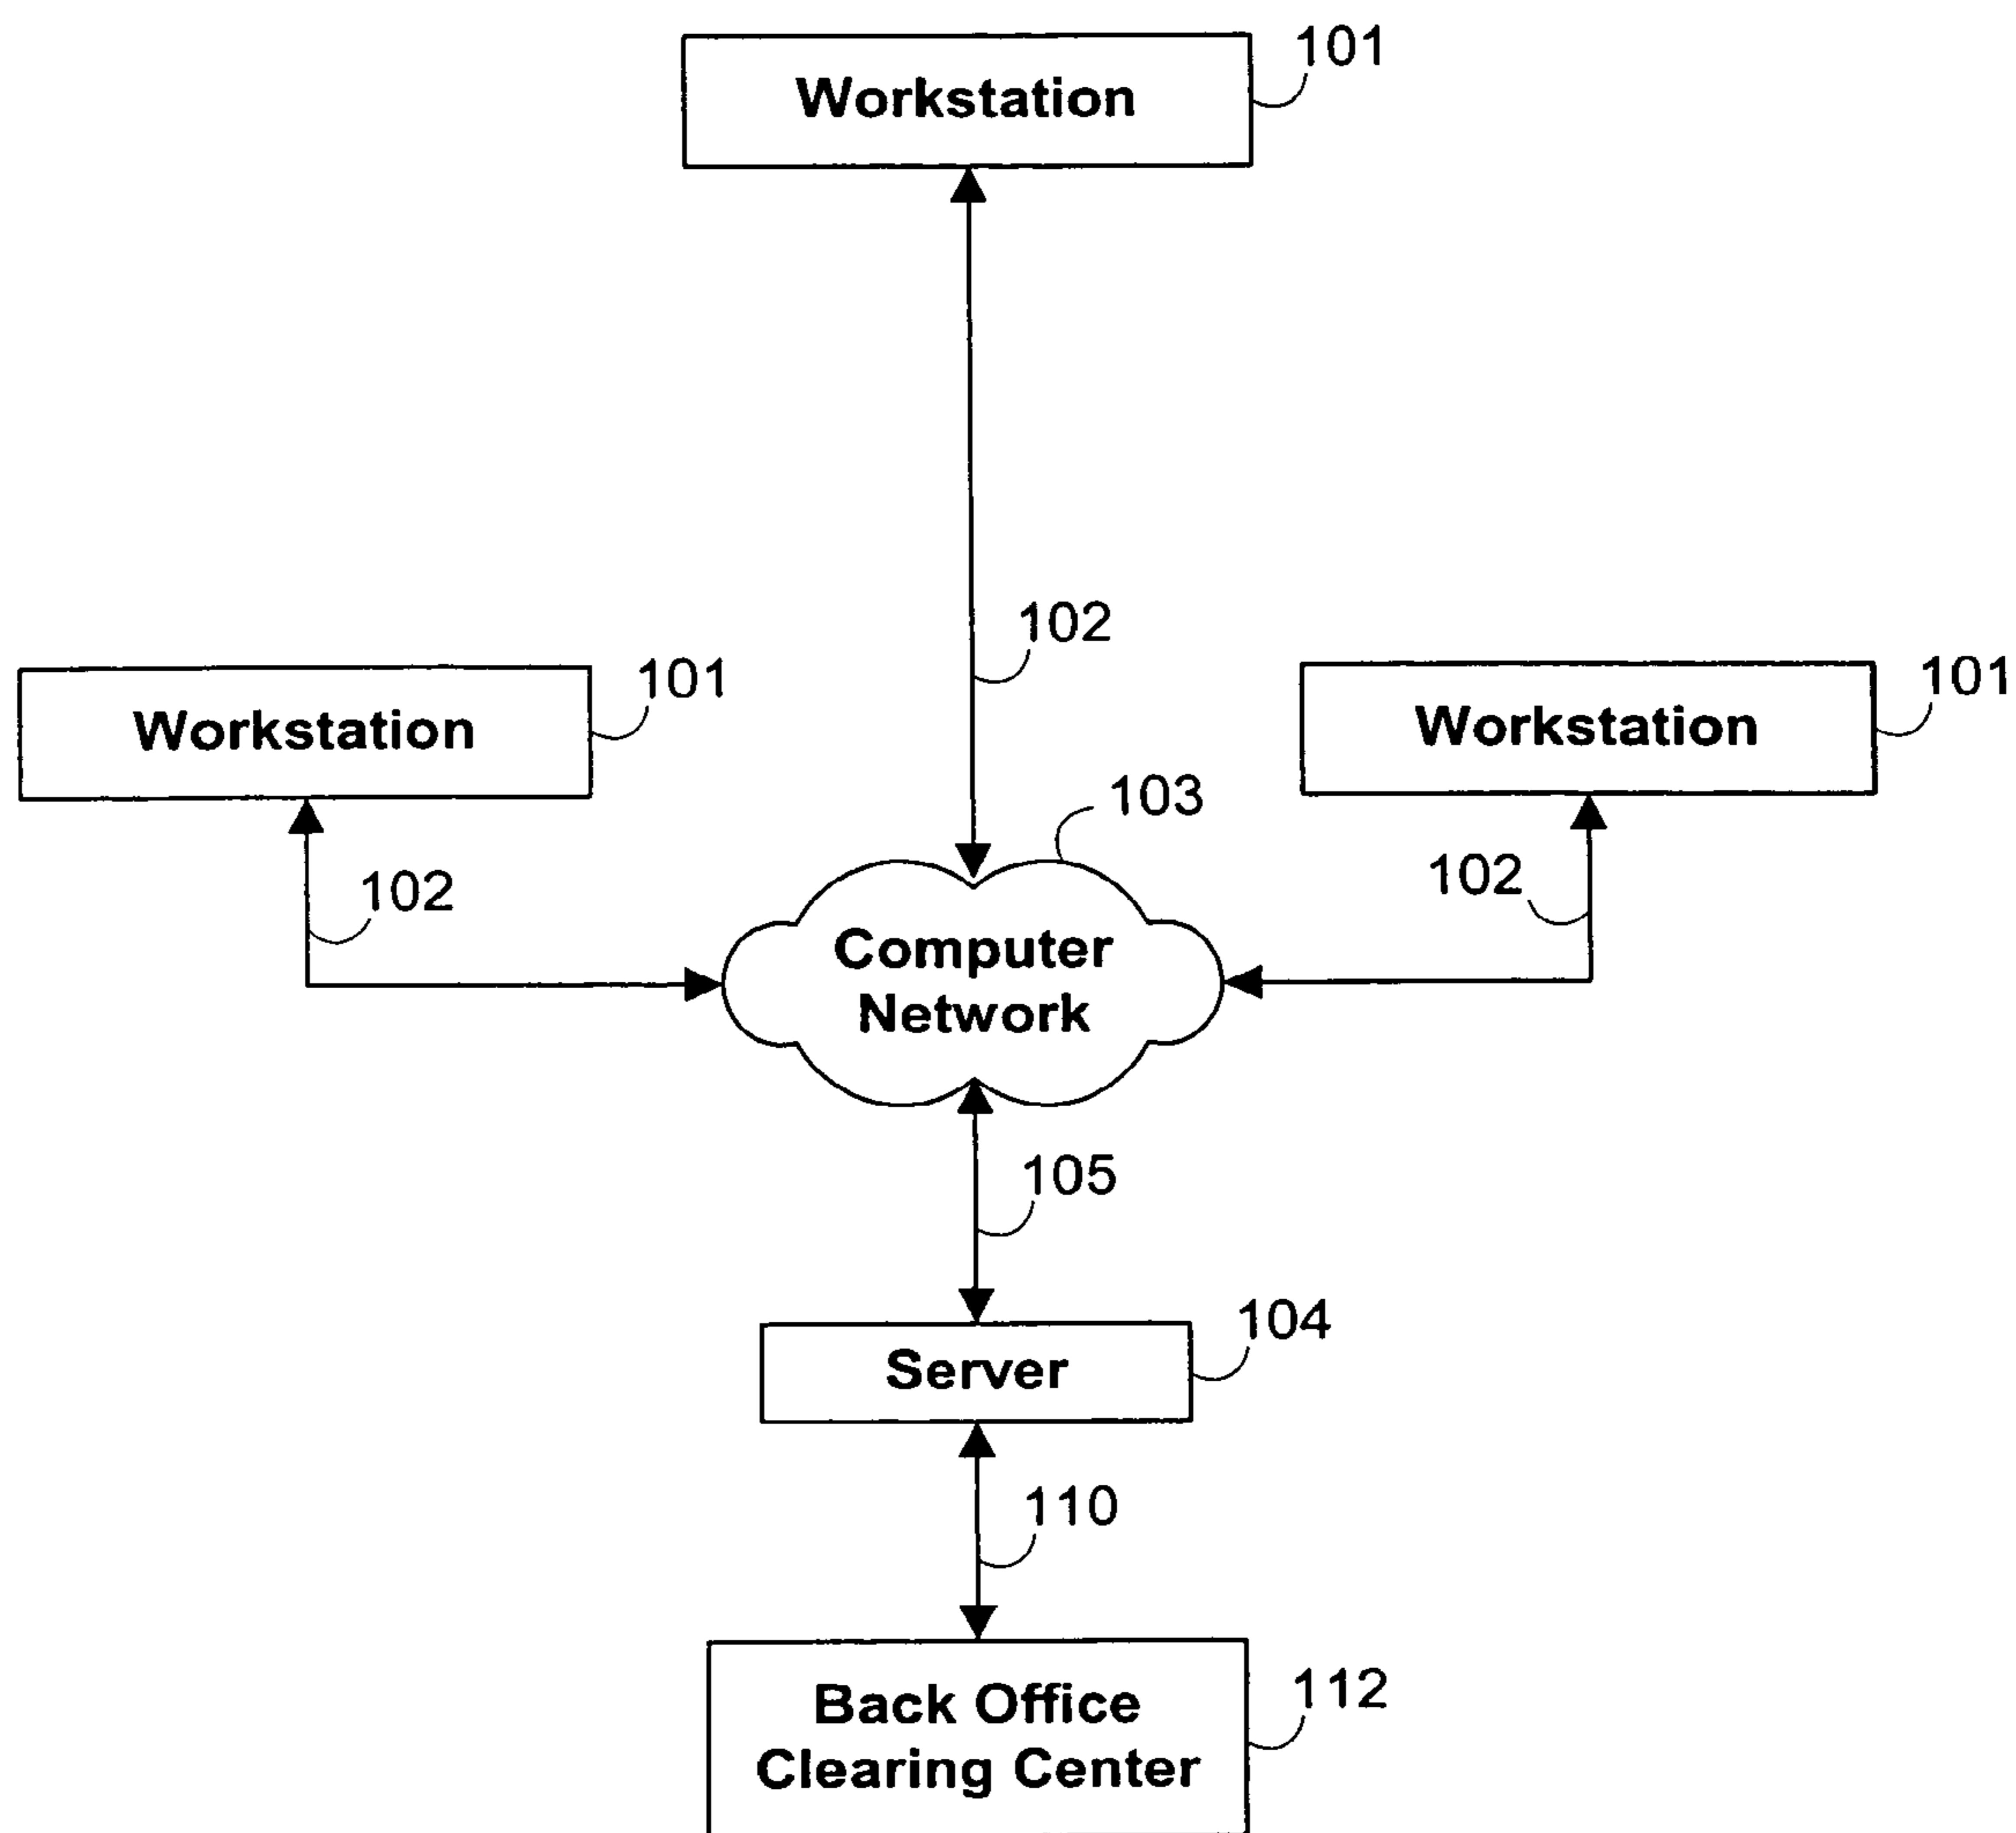 101
Workstation
102
101
Workstation
101
Workstation
103
102
102
Computer
Network
105
104
Server
110
112
Back Office
Clearing Center